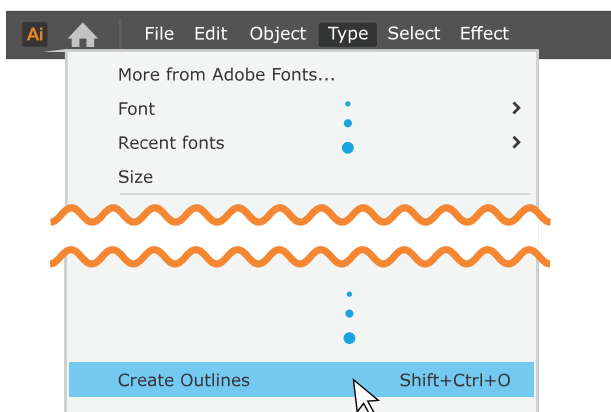 Ai File Edit Object Type Select Effect
More from Adobe Fonts...
Font
Recent fonts
Size
Create Outlines Shift+Ctrl+O